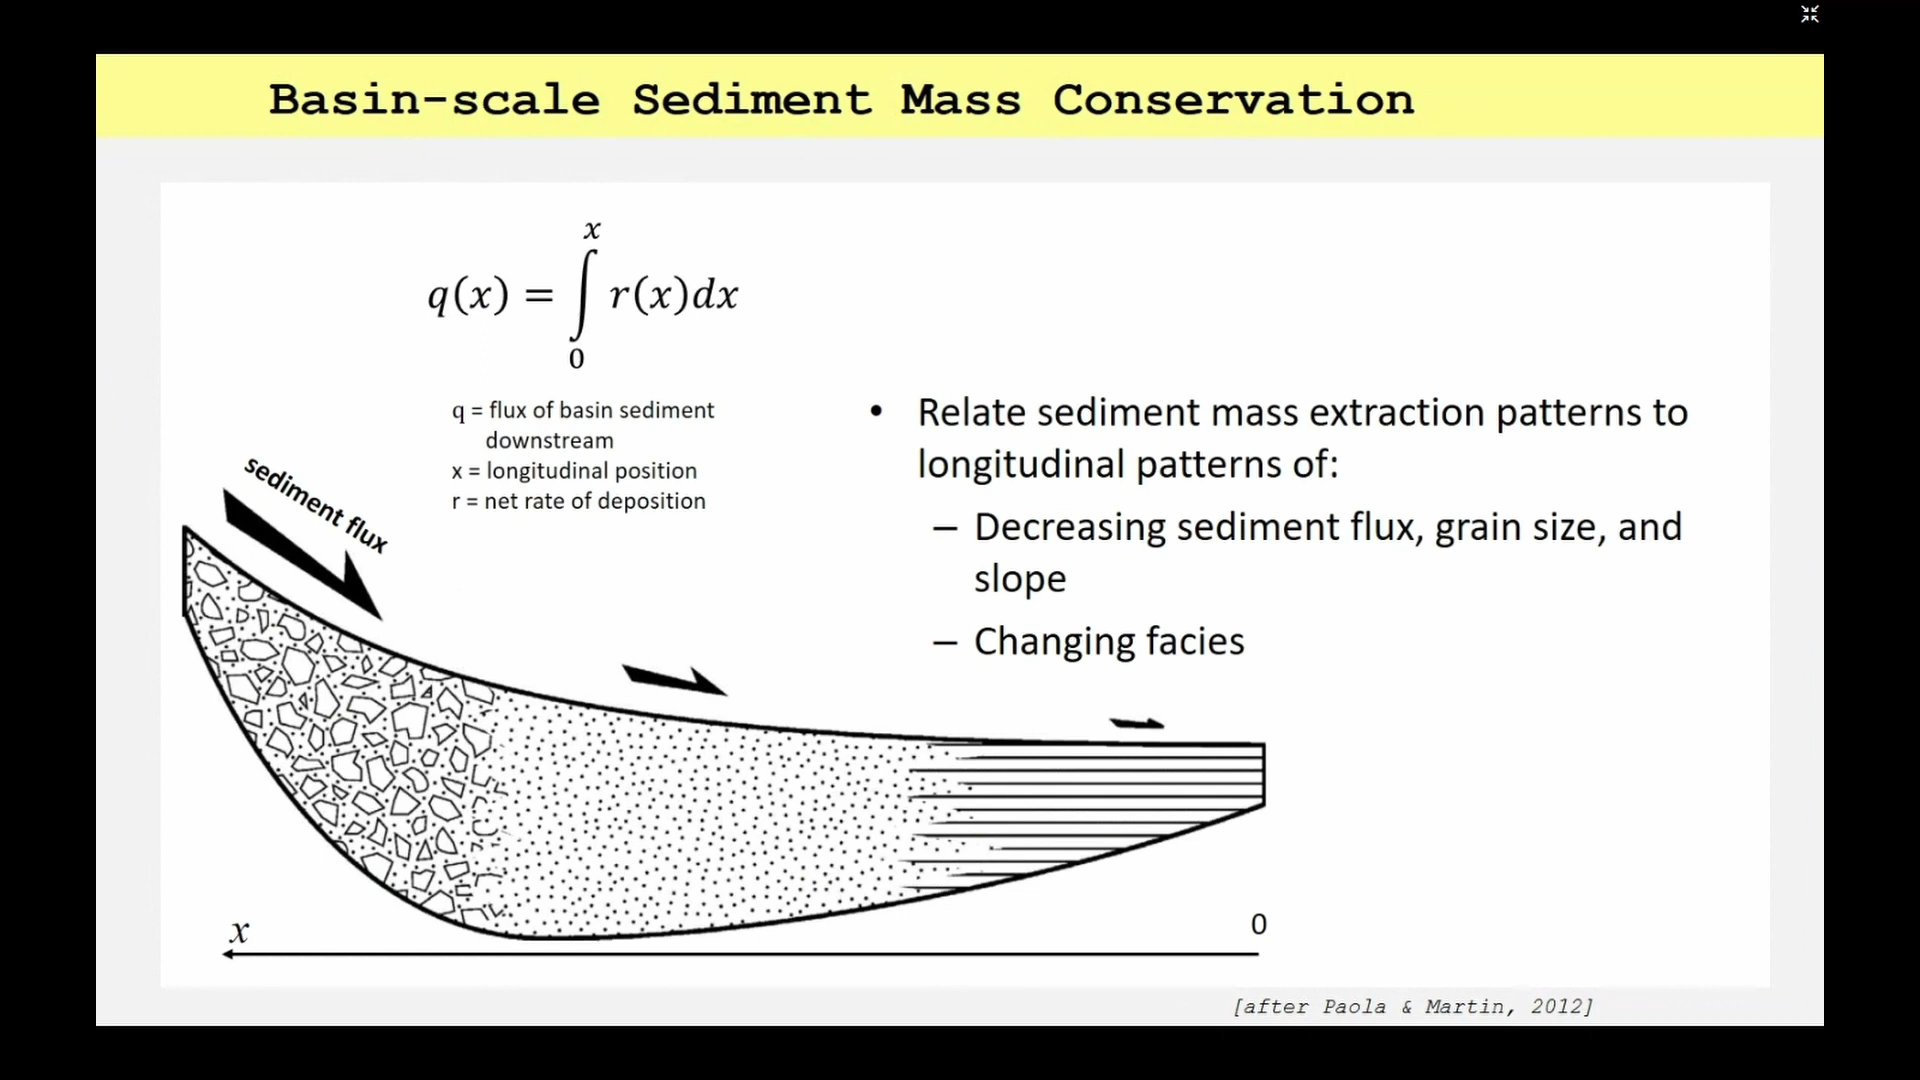 Basin-scale Sediment Mass Conservation
q(x) = ∫₀ˣ r(x)dx
q = flux of basin sediment
downstream
x = longitudinal position
r = net rate of deposition
• Relate sediment mass extraction patterns to
longitudinal patterns of:
– Decreasing sediment flux, grain size, and
slope
– Changing facies
sediment flux
x
0
[after Paola & Martin, 2012]